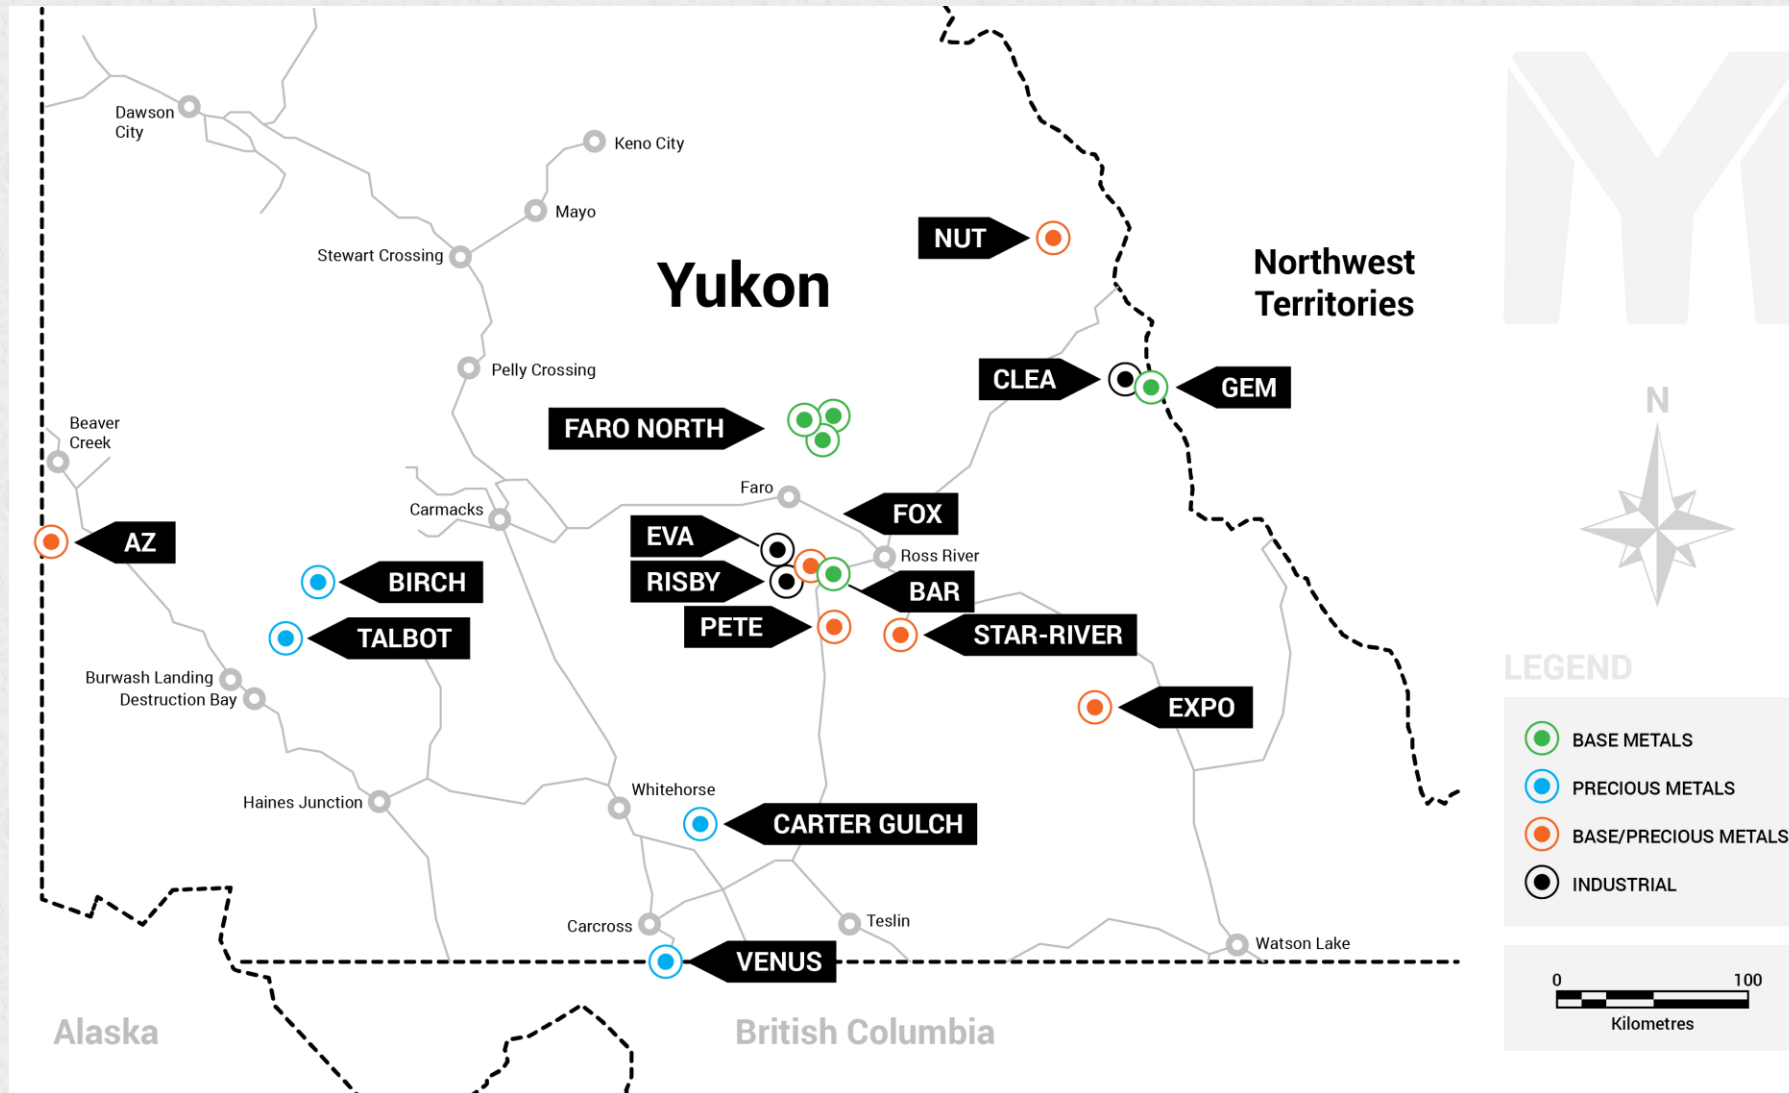 Dawson
City
Keno City
Mayo
Stewart Crossing
NUT
Yukon
Northwest
Territories
Pelly Crossing
CLEA
GEM
FARO NORTH
Beaver
Creek
N
Faro
Carmacks
FOX
EVA
AZ
Ross River
BIRCH
RISBY
BAR
PETE
STAR-RIVER
TALBOT
Burwash Landing
Destruction Bay
EXPO
Whitehorse
Haines Junction
CARTER GULCH
Carcross
Teslin
Watson Lake
VENUS
Alaska
British Columbia
LEGEND
BASE METALS
PRECIOUS METALS
BASE/PRECIOUS METALS
INDUSTRIAL
0 100
Kilometres